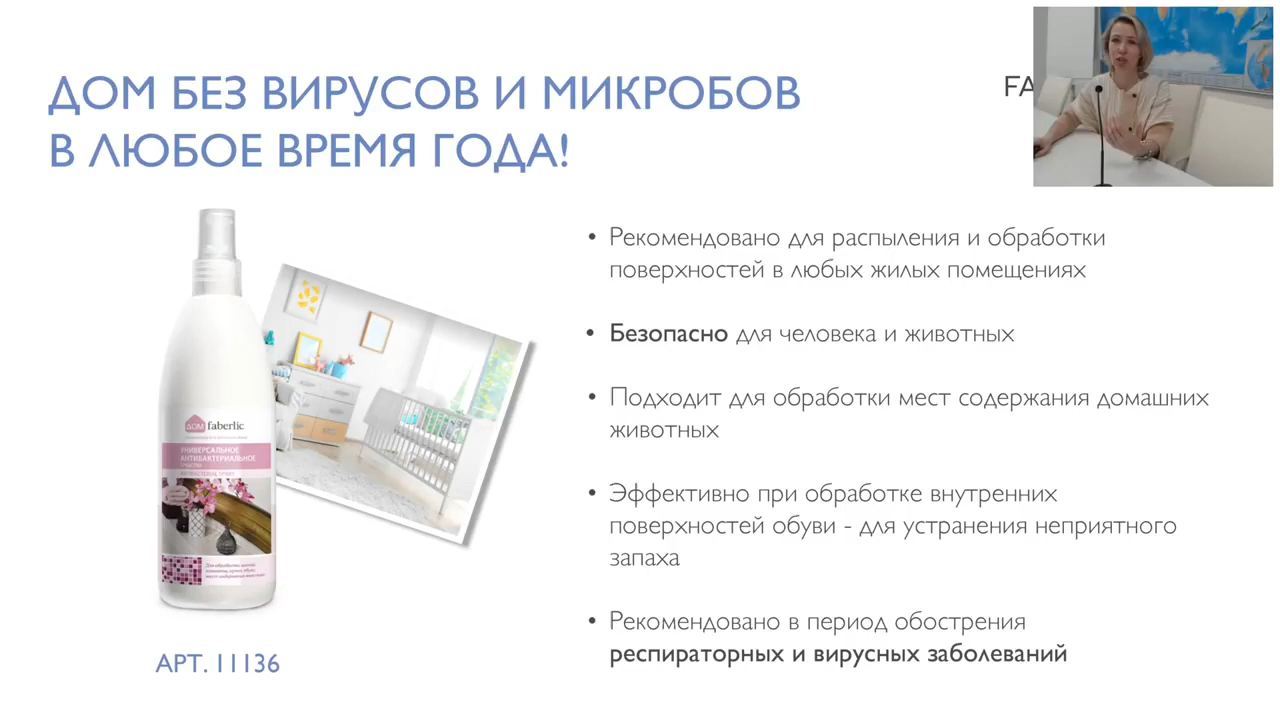 ДОМ БЕЗ ВИРУСОВ И МИКРОБОВ
В ЛЮБОЕ ВРЕМЯ ГОДА!
FA
• Рекомендовано для распыления и обработки
поверхностей в любых жилых помещениях
• Безопасно для человека и животных
• Подходит для обработки мест содержания домашних
животных
• Эффективно при обработке внутренних
поверхностей обуви - для устранения неприятного
запаха
• Рекомендовано в период обострения
респираторных и вирусных заболеваний
ДОМ faberlic
УНИВЕРСАЛЬНОЕ
АНТИБАКТЕРИАЛЬНОЕ
СРЕДСТВО
АРТ. 11136